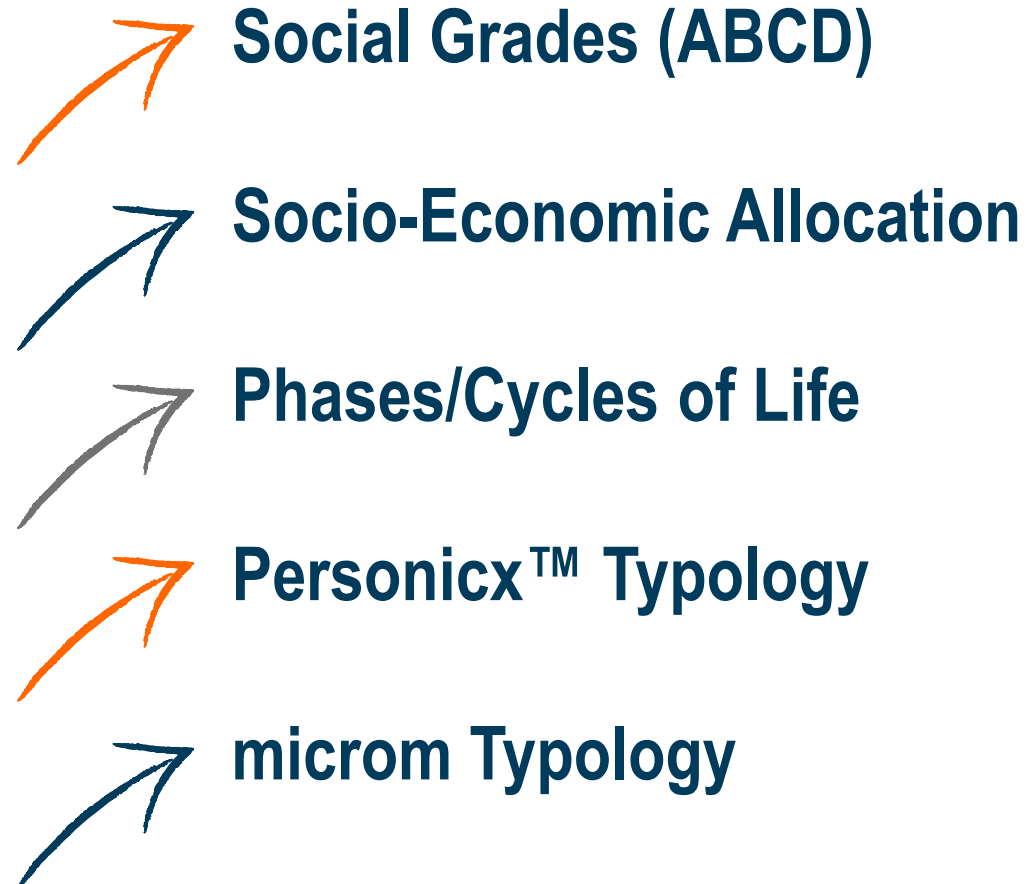 Social Grades (ABCD)
Socio-Economic Allocation
Phases/Cycles of Life
Personicx™ Typology
microm Typology